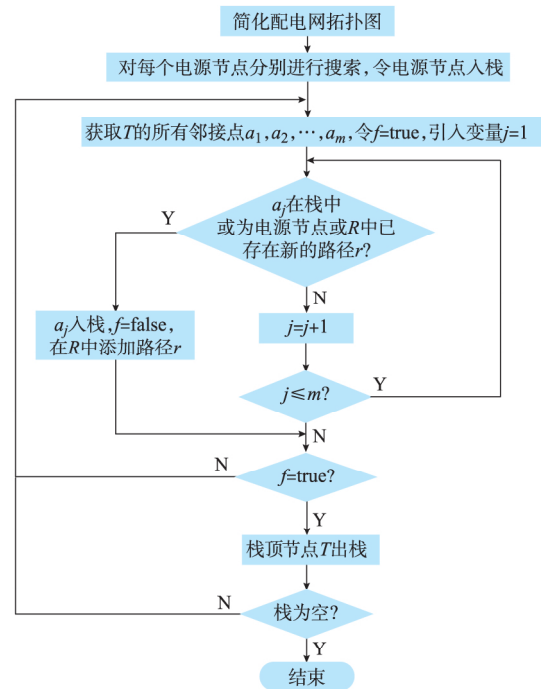 简化配电网拓扑图
对每个电源节点分别进行搜索,令电源节点入栈
获取T的所有邻接点a₁,a₂,⋯,aₘ,令f=true,引入变量j=1
aⱼ在栈中
或为电源节点或R中已
存在新的路径r?
Y
N
aⱼ入栈,f=false,
在R中添加路径r
j=j+1
j≤m?
Y
N
f=true?
N
Y
栈顶节点T出栈
栈为空?
N
Y
结束